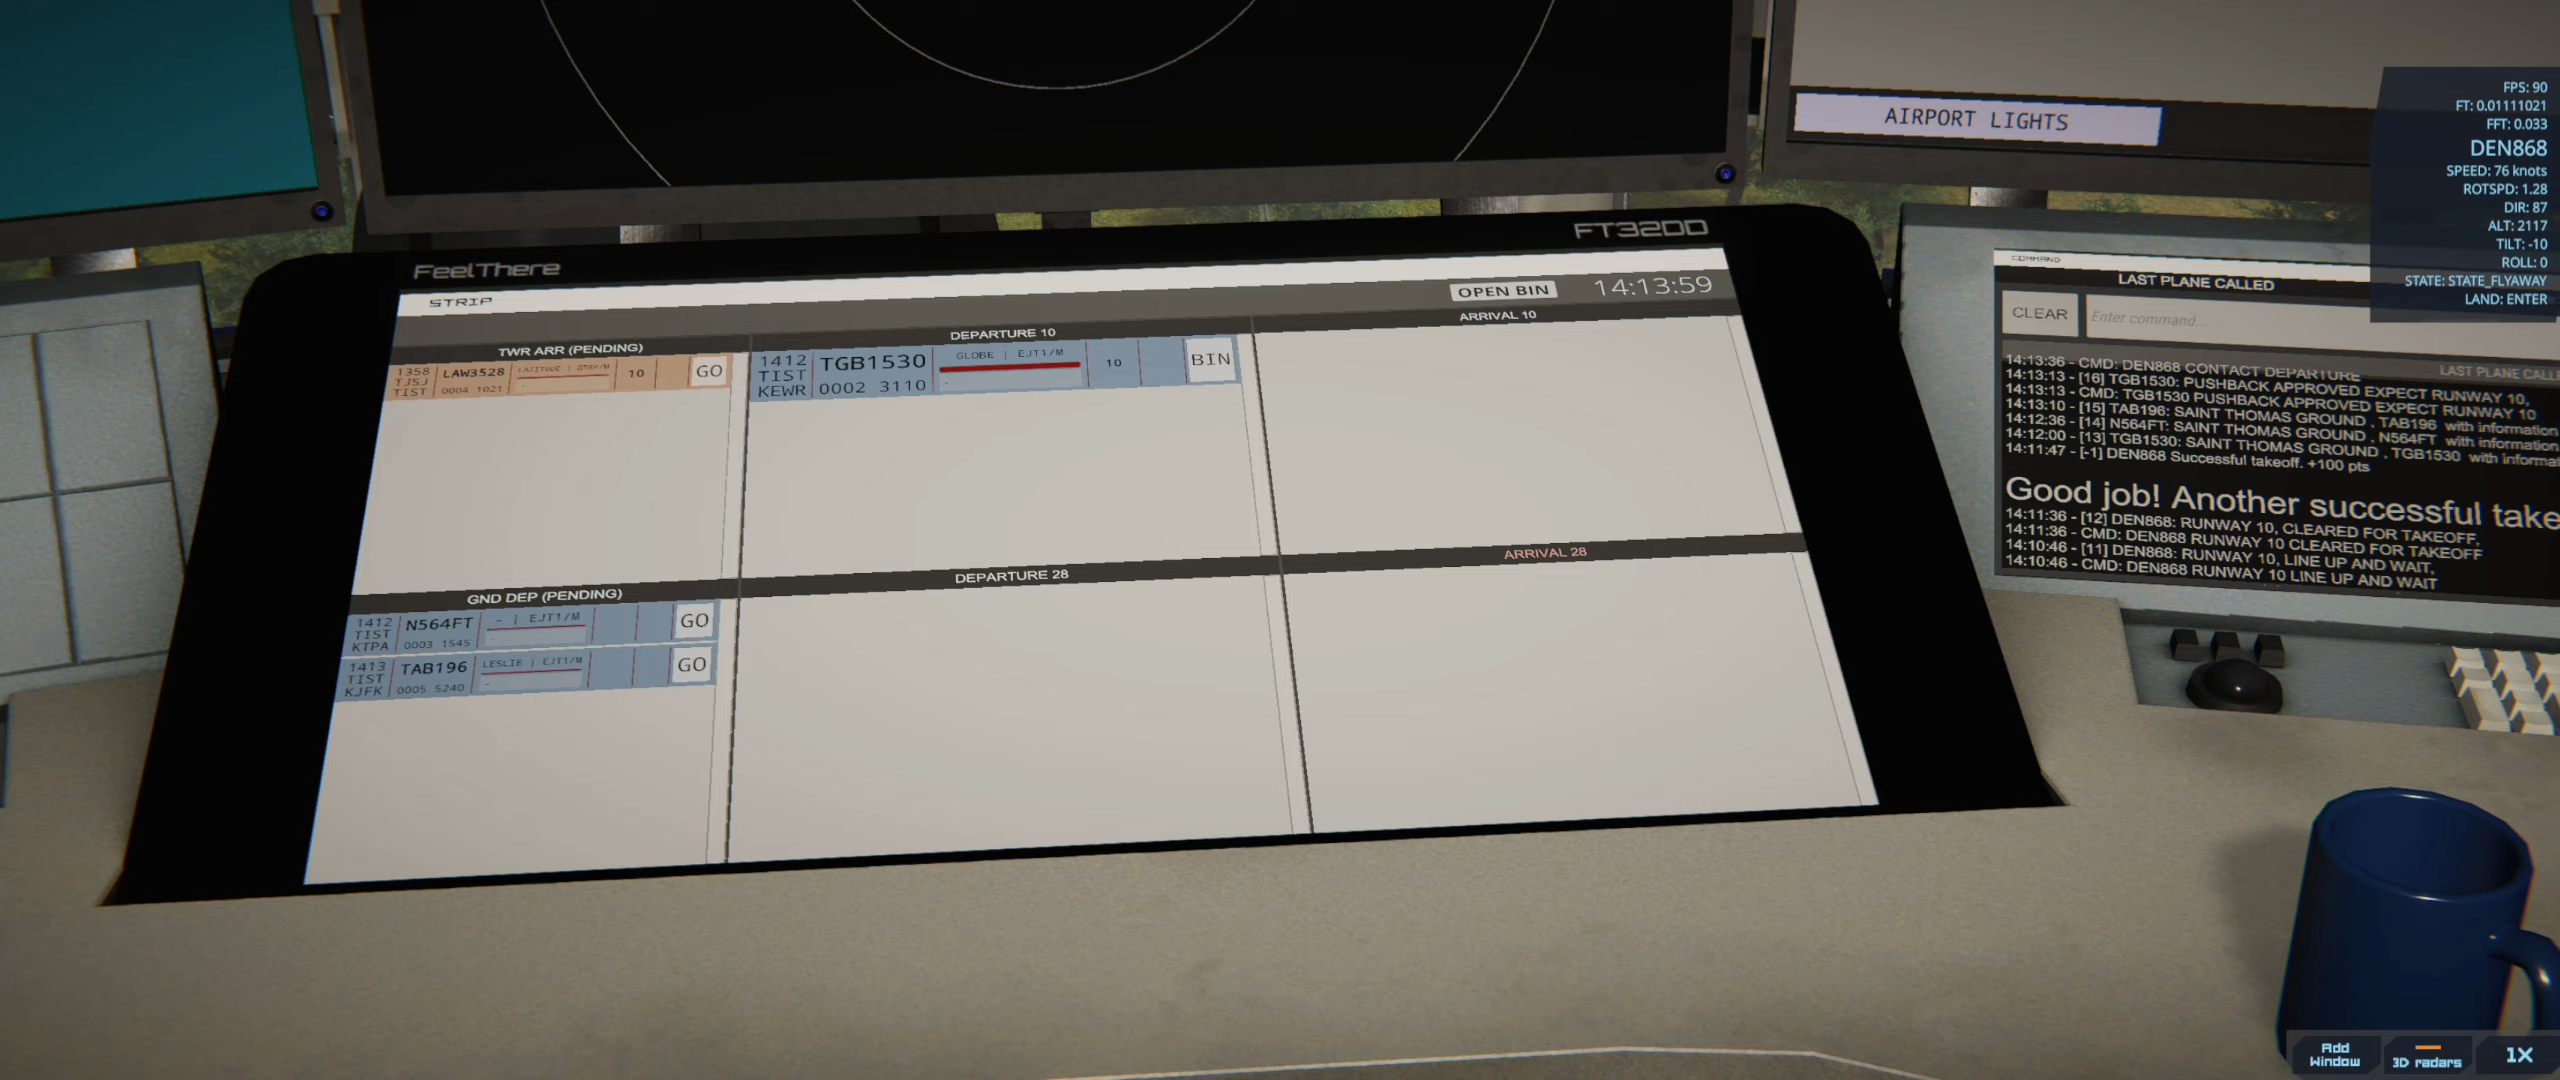 AIRPORT LIGHTS
FPS: 90
FT: 0.01111021
FFT: 0.033
DEN868
SPEED: 76 knots
ROTSPD: 1.28
DIR: 87
ALT: 2117
TILT: -10
ROLL: 0
STATE: STATE_FLYAWAY
LAND: ENTER
FeelThere
FT320D
STRIP
OPEN BIN
14:13:59
TWR ARR (PENDING)
1358 LAW3528 LATITUDE | 10 GO
TJSJ
TIST 0004 1021
DEPARTURE 10
1412 TGB1530 GLOBE | EJT1/M 10 BIN
TIST -
KEWR 0002 3110
ARRIVAL 10
GND DEP (PENDING)
1412 N564FT - | EJT1/M GO
TIST -
KTPA 0003 1545
1413 TAB196 LESLIE | EJT1/M GO
TIST -
KJFK 0005 5240
DEPARTURE 28
ARRIVAL 28
COMMAND
LAST PLANE CALLED
CLEAR
Enter command...
LAST PLANE CALLE
14:13:36 - CMD: DEN868 CONTACT DEPARTURE
14:13:13 - [16] TGB1530: PUSHBACK APPROVED EXPECT RUNWAY 10,
14:13:13 - CMD: TGB1530 PUSHBACK APPROVED EXPECT RUNWAY 10
14:13:10 - [15] TAB196: SAINT THOMAS GROUND , TAB196 with information
14:12:36 - [14] N564FT: SAINT THOMAS GROUND , N564FT with information
14:12:00 - [13] TGB1530: SAINT THOMAS GROUND , TGB1530 with informa
14:11:47 - [-1] DEN868 Successful takeoff. +100 pts
Good job! Another successful take
14:11:36 - [12] DEN868: RUNWAY 10, CLEARED FOR TAKEOFF,
14:11:36 - CMD: DEN868 RUNWAY 10 CLEARED FOR TAKEOFF
14:10:46 - [11] DEN868: RUNWAY 10, LINE UP AND WAIT,
14:10:46 - CMD: DEN868 RUNWAY 10 LINE UP AND WAIT
Add
Window
3D radars
1X